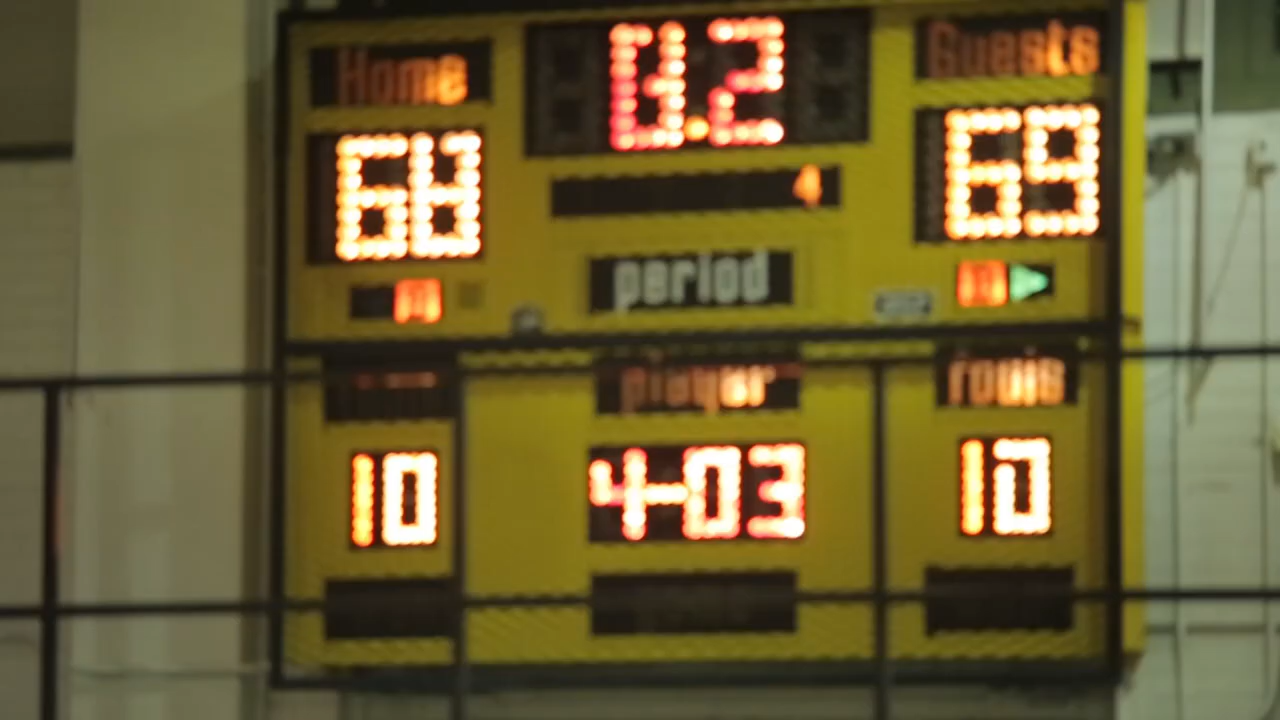 Home 0.2 Guests
68 4 69
period
player fouls
10 4-03 10